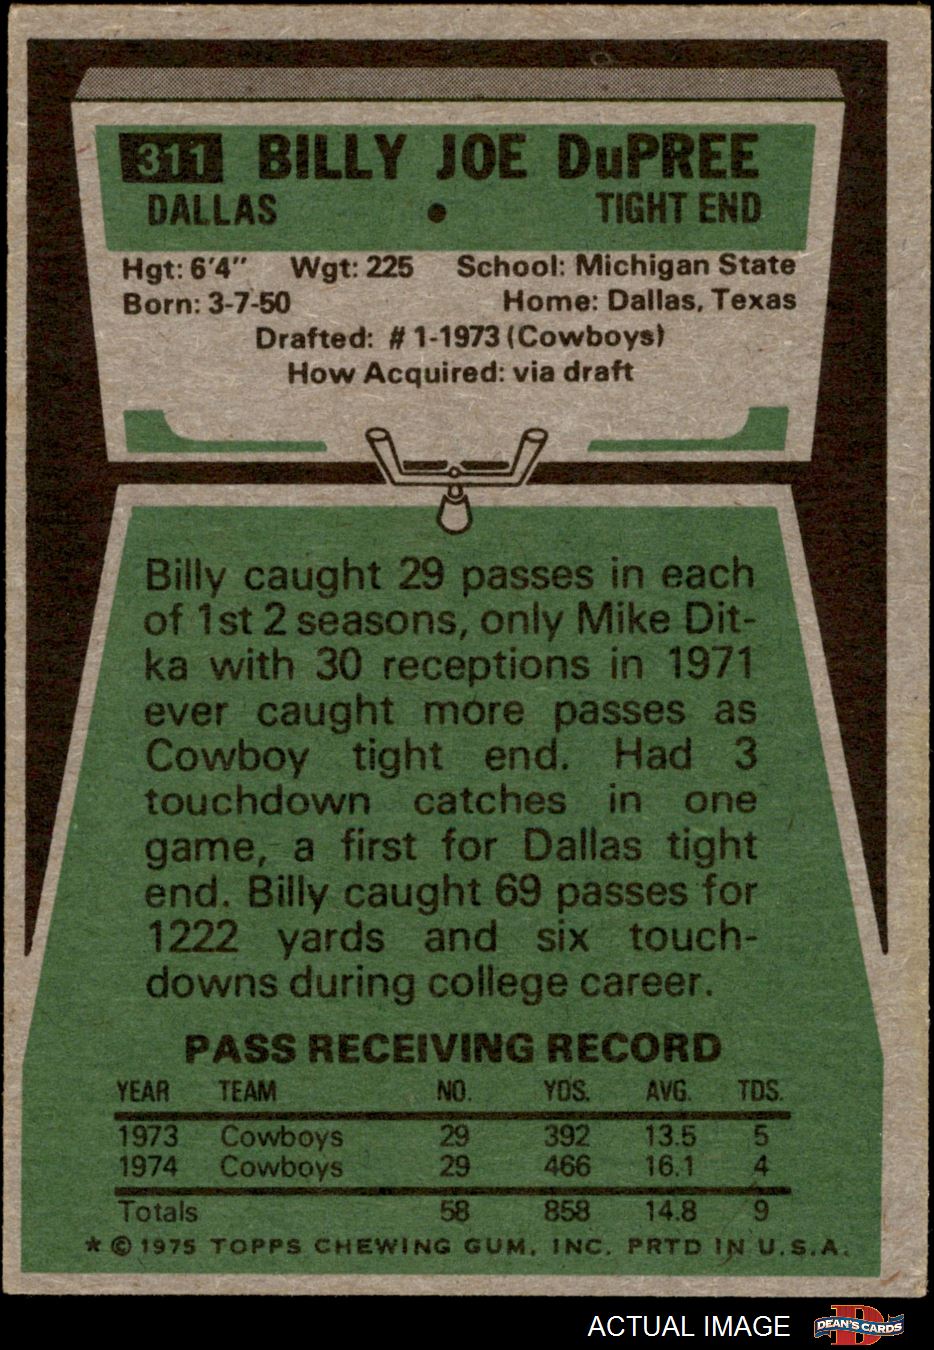 311 BILLY JOE DuPREE
DALLAS • TIGHT END
Hgt: 6'4" Wgt: 225 School: Michigan State
Born: 3-7-50 Home: Dallas, Texas
Drafted: #1-1973 (Cowboys)
How Acquired: via draft
Billy caught 29 passes in each
of 1st 2 seasons, only Mike Dit-
ka with 30 receptions in 1971
ever caught more passes as
Cowboy tight end. Had 3
touchdown catches in one
game, a first for Dallas tight
end. Billy caught 69 passes for
1222 yards and six touch-
downs during college career.
PASS RECEIVING RECORD
YEAR TEAM NO. YDS. AVG. TDS.
1973 Cowboys 29 392 13.5 5
1974 Cowboys 29 466 16.1 4
Totals 58 858 14.8 9
* © 1975 TOPPS CHEWING GUM, INC. PRTD IN U.S.A.
ACTUAL IMAGE D DEAN'S CARDS